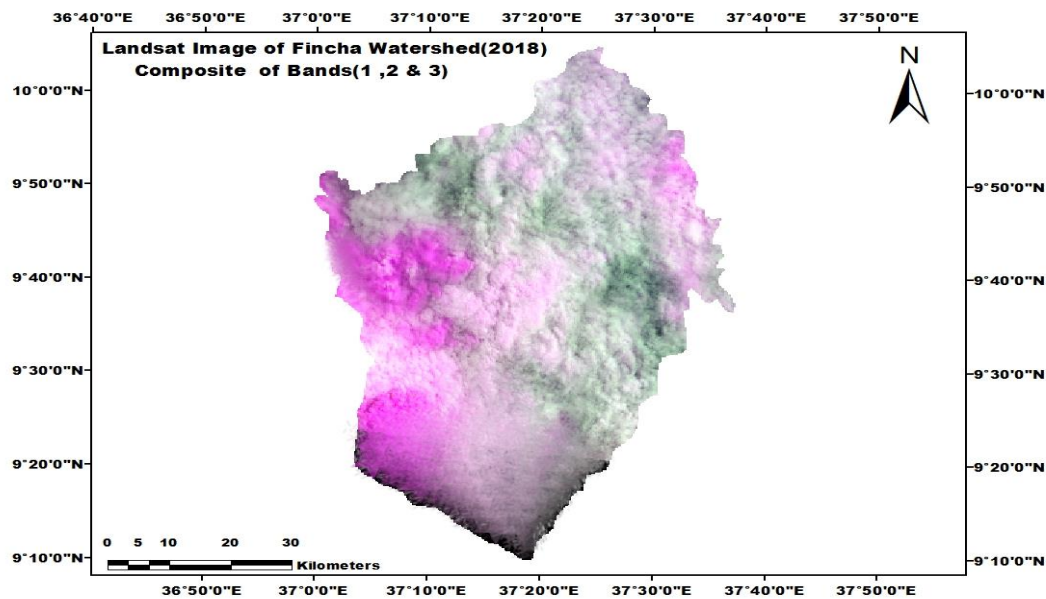 36°40'0"E 36°50'0"E 37°0'0"E 37°10'0"E 37°20'0"E 37°30'0"E 37°50'0"E
Landsat Image of Fincha Watershed(2018)
Composite of Bands(1 ,2 & 3)
N
10°0'0"N 10°0'0"N
9°50'0"N 9°50'0"N
9°40'0"N 9°40'0"N
9°30'0"N 9°30'0"N
9°20'0"N 9°20'0"N
0 5 10 20 30
Kilometers
9°10'0"N 9°10'0"N
36°50'0"E 37°0'0"E 37°10'0"E 37°20'0"E 37°30'0"E 37°40'0"E 37°50'0"E